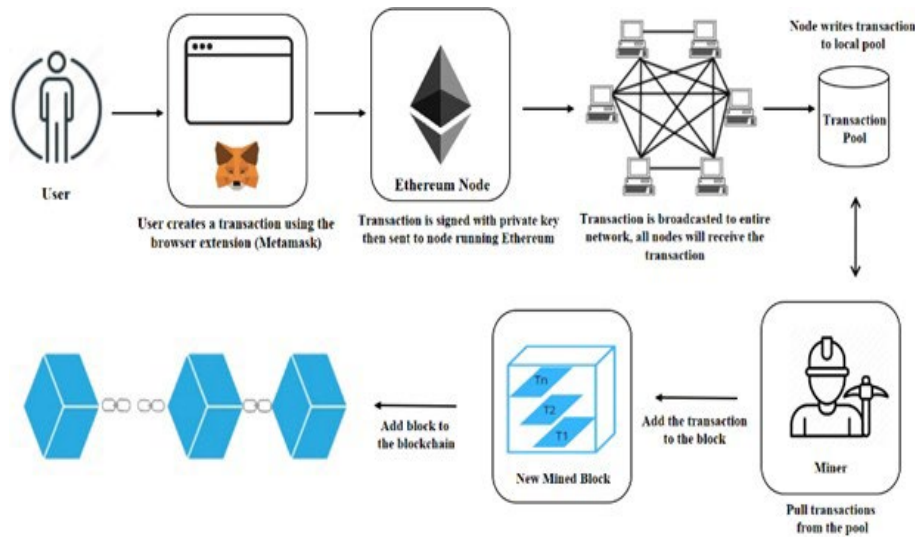 Node writes transaction
to local pool
Transaction
Pool
User
Ethereum Node
User creates a transaction using the
browser extension (Metamask)
Transaction is signed with private key
then sent to node running Ethereum
Transaction is broadcasted to entire
network, all nodes will receive the
transaction
Tn
T2
T1
Add block to
the blockchain
New Mined Block
Add the transaction
to the block
Miner
Pull transactions
from the pool